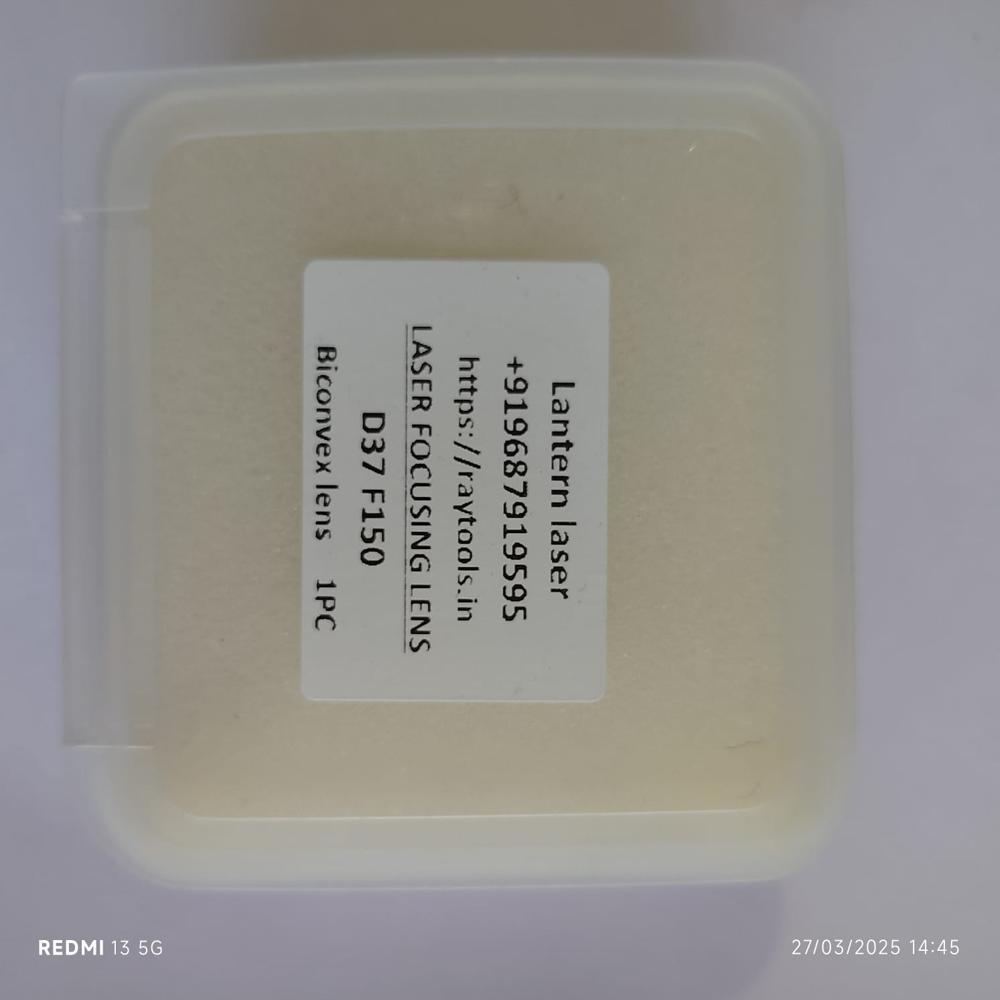 Lantern laser
+919687919595
https://raytools.in
LASER FOCUSING LENS
D37 F150
Biconvex lens 1PC
REDMI 13 5G
27/03/2025 14:45